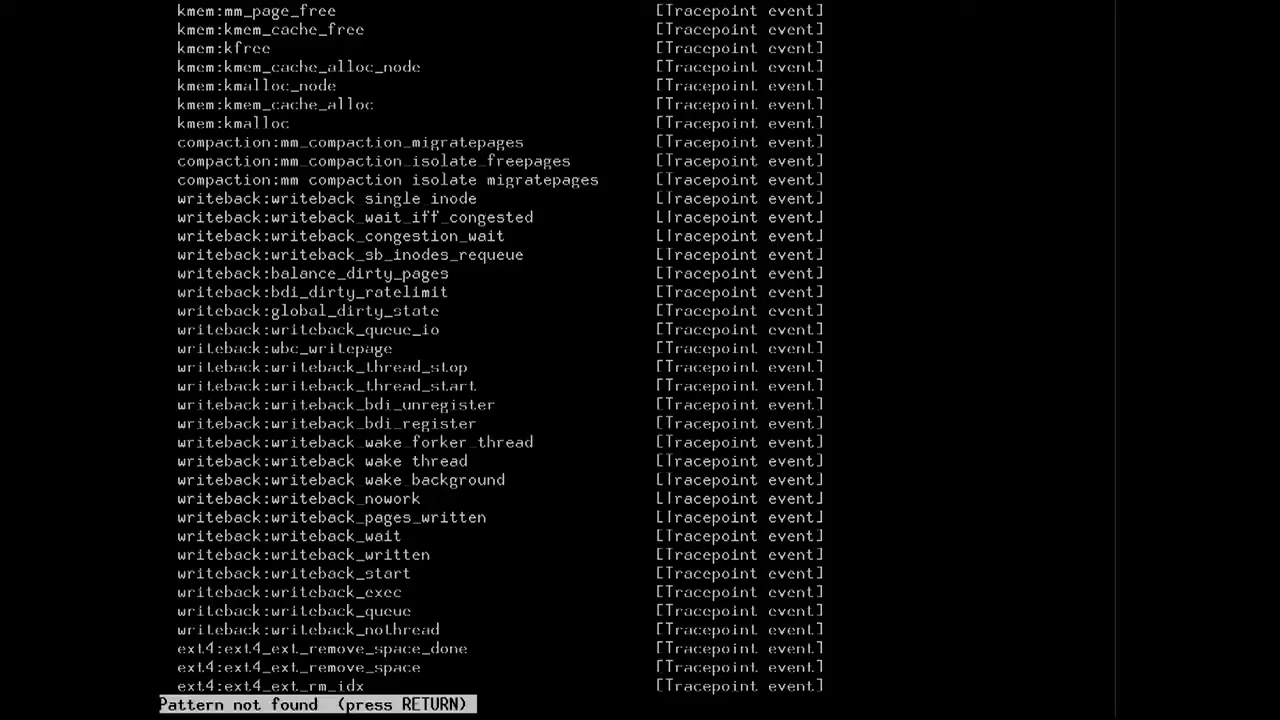 kmem:mm_page_free [Tracepoint event]
kmem:kmem_cache_free [Tracepoint event]
kmem:kfree [Tracepoint event]
kmem:kmem_cache_alloc_node [Tracepoint event]
kmem:kmalloc_node [Tracepoint event]
kmem:kmem_cache_alloc [Tracepoint event]
kmem:kmalloc [Tracepoint event]
compaction:mm_compaction_migratepages [Tracepoint event]
compaction:mm_compaction_isolate_freepages [Tracepoint event]
compaction:mm_compaction_isolate_migratepages [Tracepoint event]
writeback:writeback_single_inode [Tracepoint event]
writeback:writeback_wait_iff_congested [Tracepoint event]
writeback:writeback_congestion_wait [Tracepoint event]
writeback:writeback_sb_inodes_requeue [Tracepoint event]
writeback:balance_dirty_pages [Tracepoint event]
writeback:bdi_dirty_ratelimit [Tracepoint event]
writeback:global_dirty_state [Tracepoint event]
writeback:writeback_queue_io [Tracepoint event]
writeback:wbc_writepage [Tracepoint event]
writeback:writeback_thread_stop [Tracepoint event]
writeback:writeback_thread_start [Tracepoint event]
writeback:writeback_bdi_unregister [Tracepoint event]
writeback:writeback_bdi_register [Tracepoint event]
writeback:writeback_wake_forker_thread [Tracepoint event]
writeback:writeback_wake_thread [Tracepoint event]
writeback:writeback_wake_background [Tracepoint event]
writeback:writeback_nowork [Tracepoint event]
writeback:writeback_pages_written [Tracepoint event]
writeback:writeback_wait [Tracepoint event]
writeback:writeback_written [Tracepoint event]
writeback:writeback_start [Tracepoint event]
writeback:writeback_exec [Tracepoint event]
writeback:writeback_queue [Tracepoint event]
writeback:writeback_nothread [Tracepoint event]
ext4:ext4_ext_remove_space_done [Tracepoint event]
ext4:ext4_ext_remove_space [Tracepoint event]
ext4:ext4_ext_rm_idx [Tracepoint event]
Pattern not found (press RETURN)